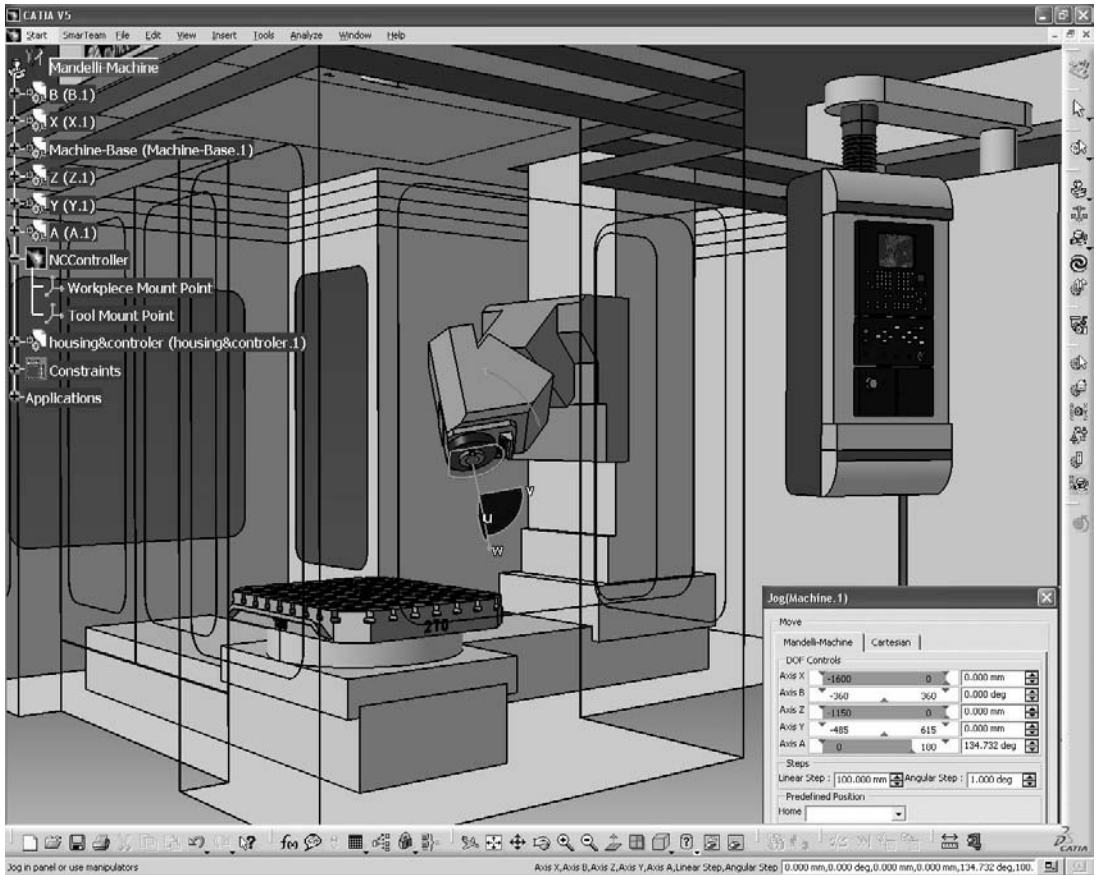 CATIA V5
Start SmarTeam File Edit View Insert Tools Analyze Window Help
Mandelli-Machine
B (B.1)
X (X.1)
Machine-Base (Machine-Base.1)
Z (Z.1)
Y (Y.1)
A (A.1)
NCController
Workpiece Mount Point
Tool Mount Point
housing&controler (housing&controler.1)
Constraints
Applications
v
u
w
210
Jog(Machine.1)
Move
Mandelli-Machine Cartesian
DOF Controls
Axis X -1600 0 0.000 mm
Axis B -360 360 0.000 deg
Axis Z -1150 0 0.000 mm
Axis Y -485 615 0.000 mm
Axis A 0 180 134.732 deg
Steps
Linear Step : 100.000 mm Angular Step : 1.000 deg
Predefined Position
Home
f(x)
CATIA
Jog in panel or use manipulators Axis X,Axis B,Axis Z,Axis Y,Axis A,Linear Step,Angular Step 0.000 mm,0.000 deg,0.000 mm,0.000 mm,134.732 deg,100.